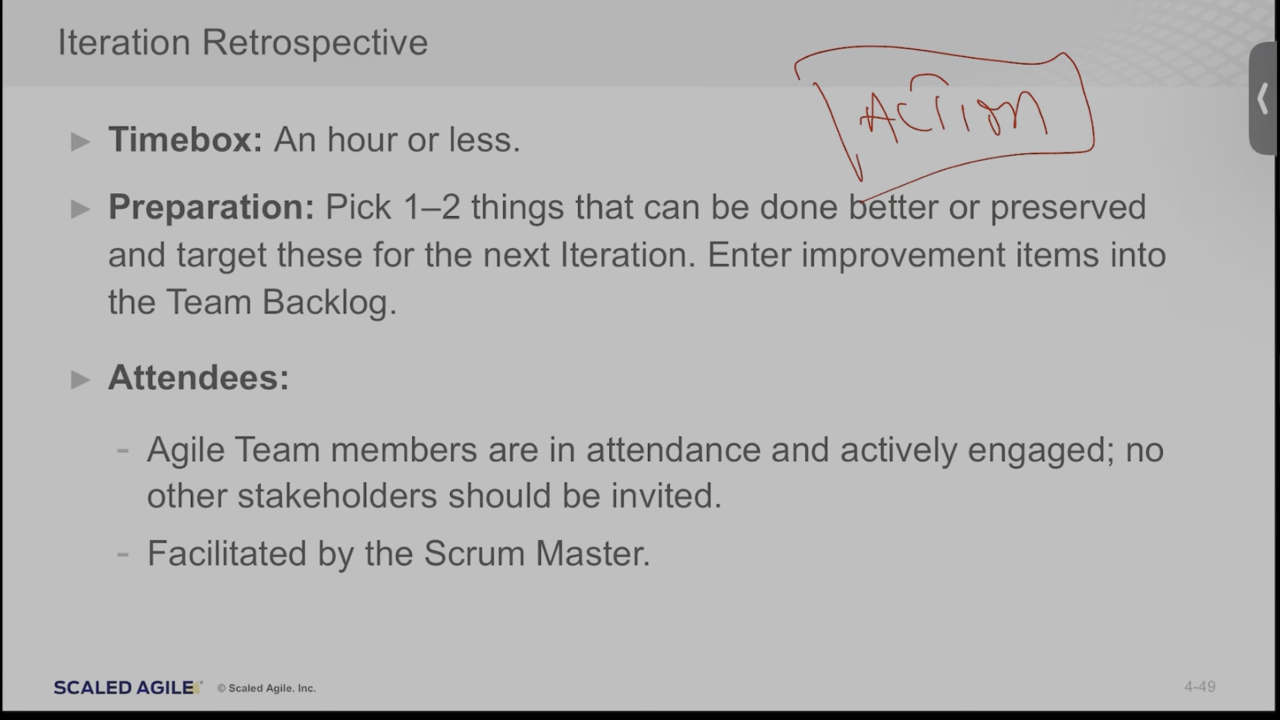 Iteration Retrospective
ACTION
► Timebox: An hour or less.
► Preparation: Pick 1–2 things that can be done better or preserved
and target these for the next Iteration. Enter improvement items into
the Team Backlog.
► Attendees:
- Agile Team members are in attendance and actively engaged; no
other stakeholders should be invited.
- Facilitated by the Scrum Master.
SCALED AGILE © Scaled Agile. Inc.
4-49